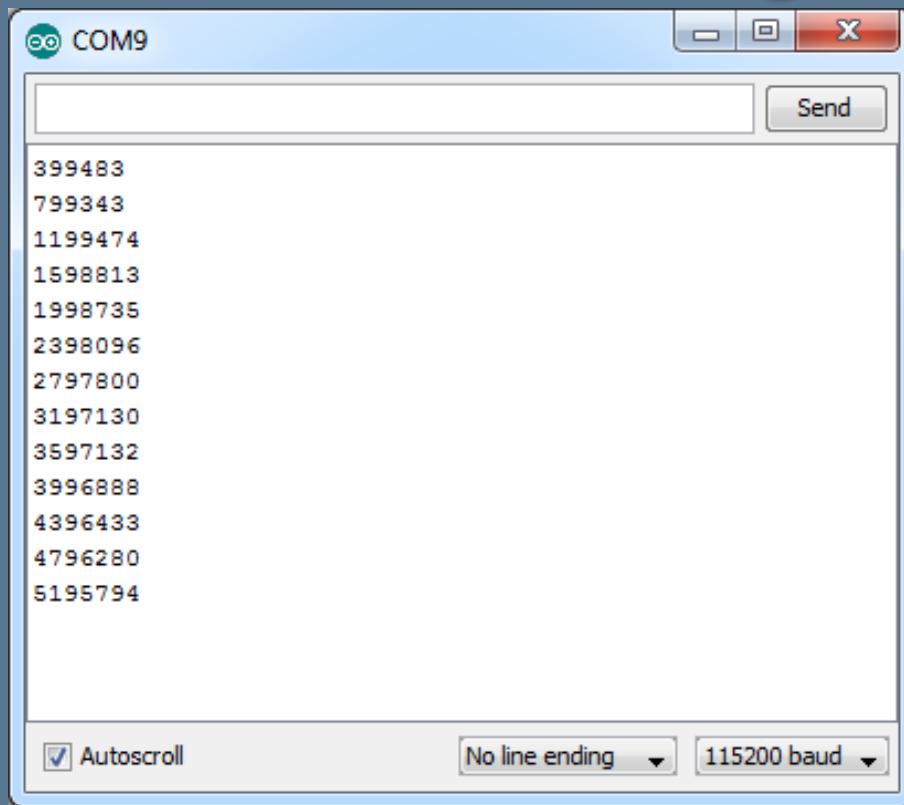 COM9
Send
399483
799343
1199474
1598813
1998735
2398096
2797800
3197130
3597132
3996888
4396433
4796280
5195794
Autoscroll
No line ending
115200 baud